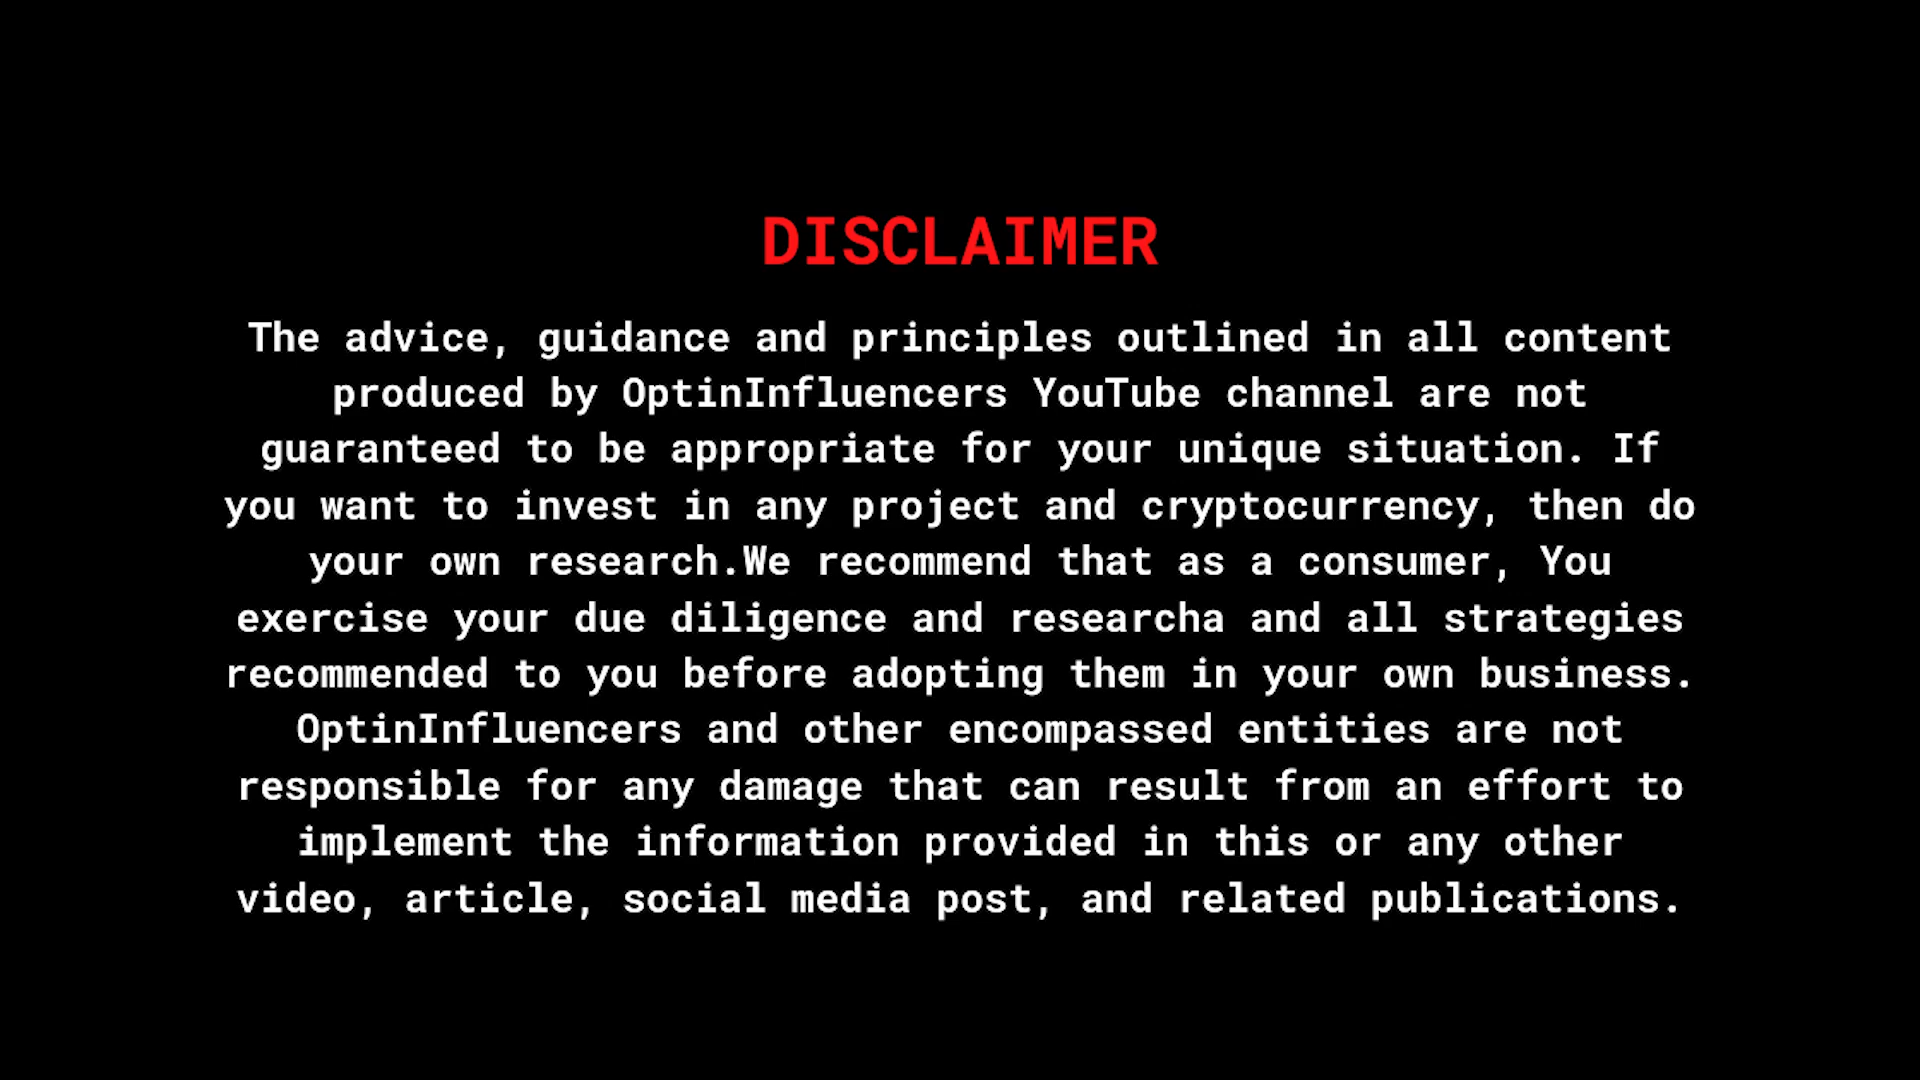 DISCLAIMER
The advice, guidance and principles outlined in all content
produced by OptinInfluencers YouTube channel are not
guaranteed to be appropriate for your unique situation. If
you want to invest in any project and cryptocurrency, then do
your own research.We recommend that as a consumer, You
exercise your due diligence and researcha and all strategies
recommended to you before adopting them in your own business.
OptinInfluencers and other encompassed entities are not
responsible for any damage that can result from an effort to
implement the information provided in this or any other
video, article, social media post, and related publications.